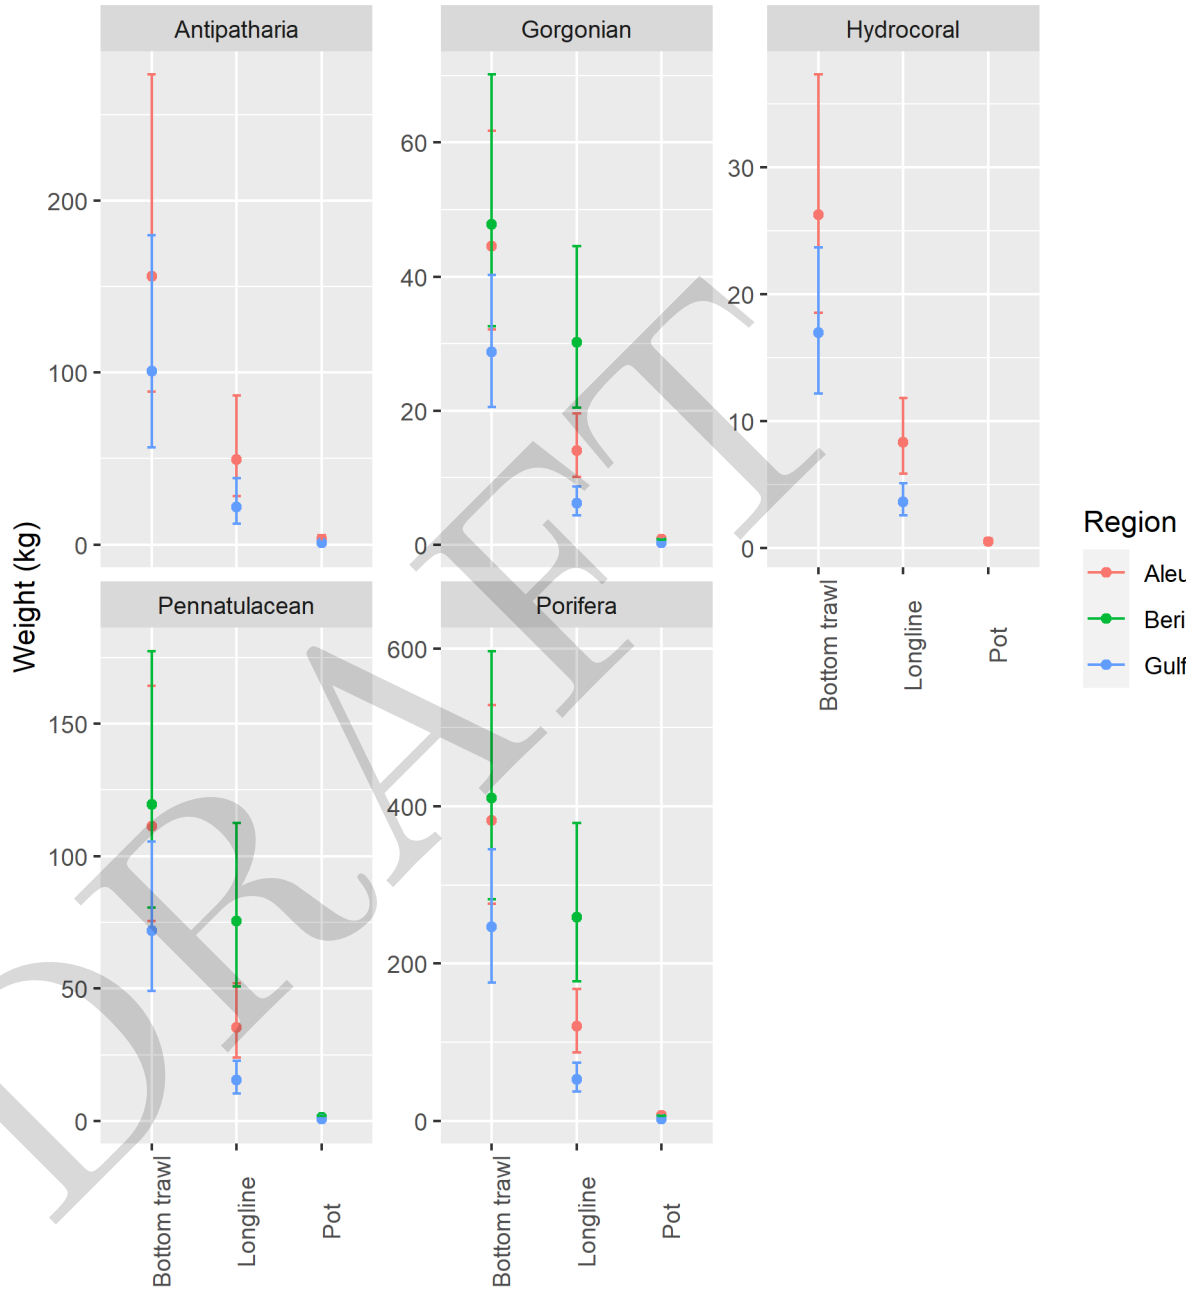 Antipatharia
Gorgonian
Hydrocoral
200
100
0
60
40
20
0
30
20
10
0
Bottom trawl
Longline
Pot
Weight (kg)
Region
Aleu
Beri
Gulf
Pennatulacean
Porifera
150
100
50
0
600
400
200
0
Bottom trawl
Longline
Pot
Bottom trawl
Longline
Pot
DRAFT